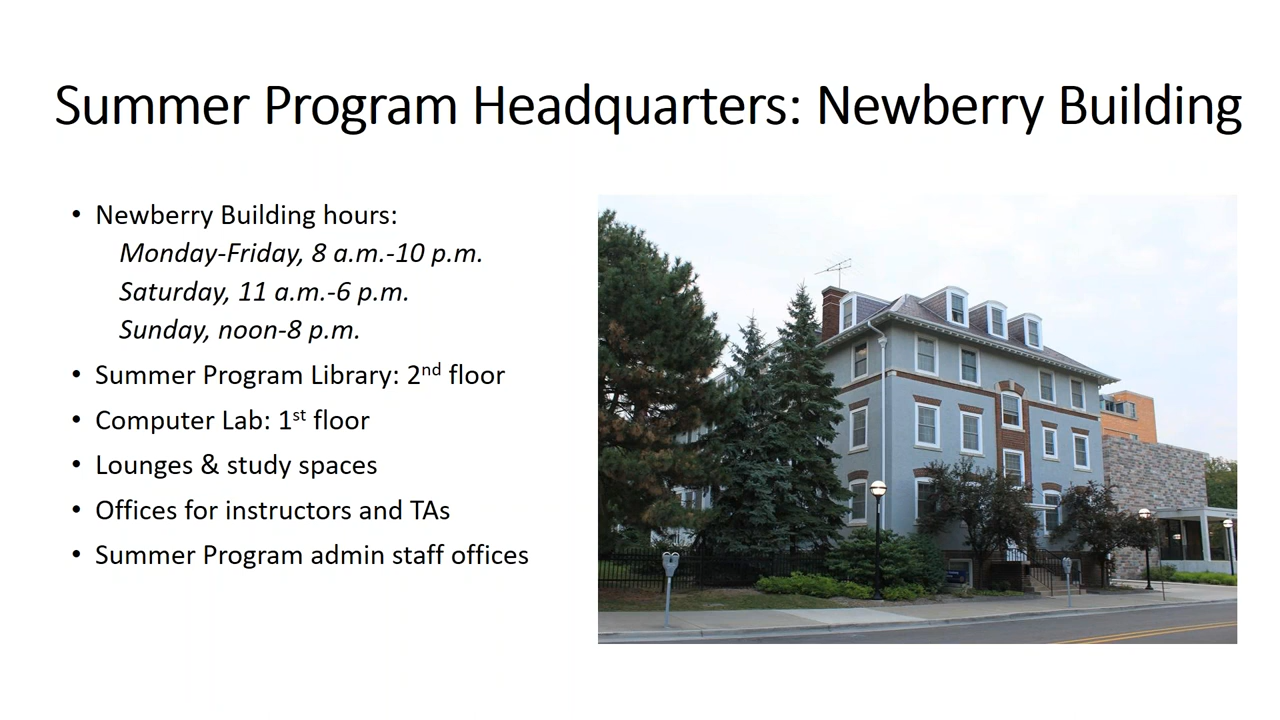 Summer Program Headquarters: Newberry Building
• Newberry Building hours:
Monday-Friday, 8 a.m.-10 p.m.
Saturday, 11 a.m.-6 p.m.
Sunday, noon-8 p.m.
• Summer Program Library: 2nd floor
• Computer Lab: 1st floor
• Lounges & study spaces
• Offices for instructors and TAs
• Summer Program admin staff offices